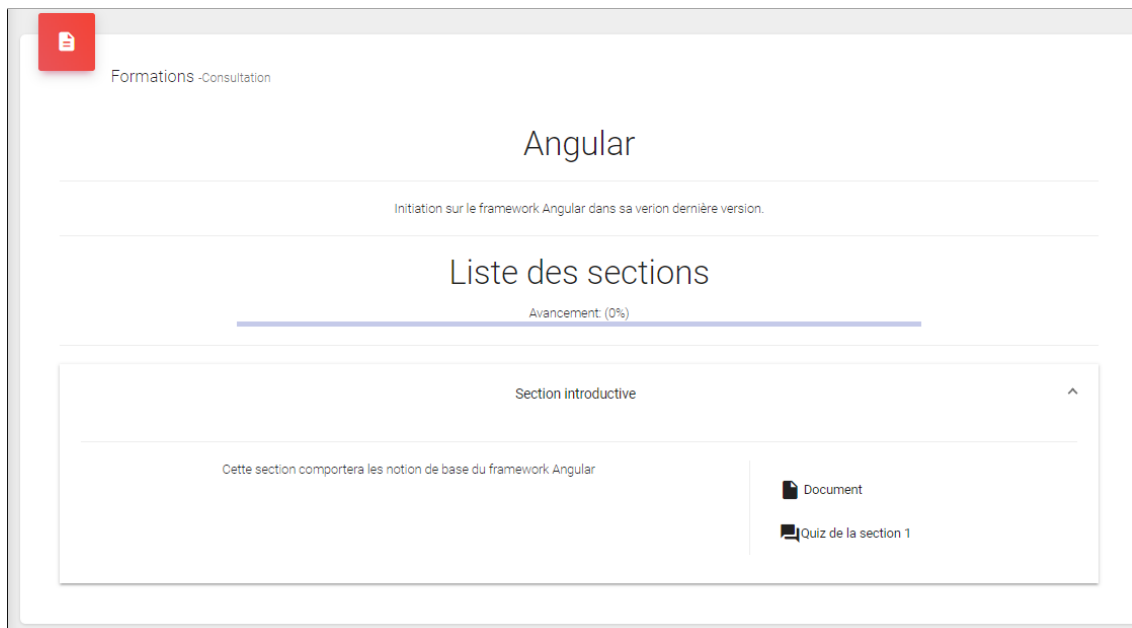 Formations -Consultation
Angular
Initiation sur le framework Angular dans sa verion dernière version.
Liste des sections
Avancement: (0%)
Section introductive
Cette section comportera les notion de base du framework Angular
Document
Quiz de la section 1